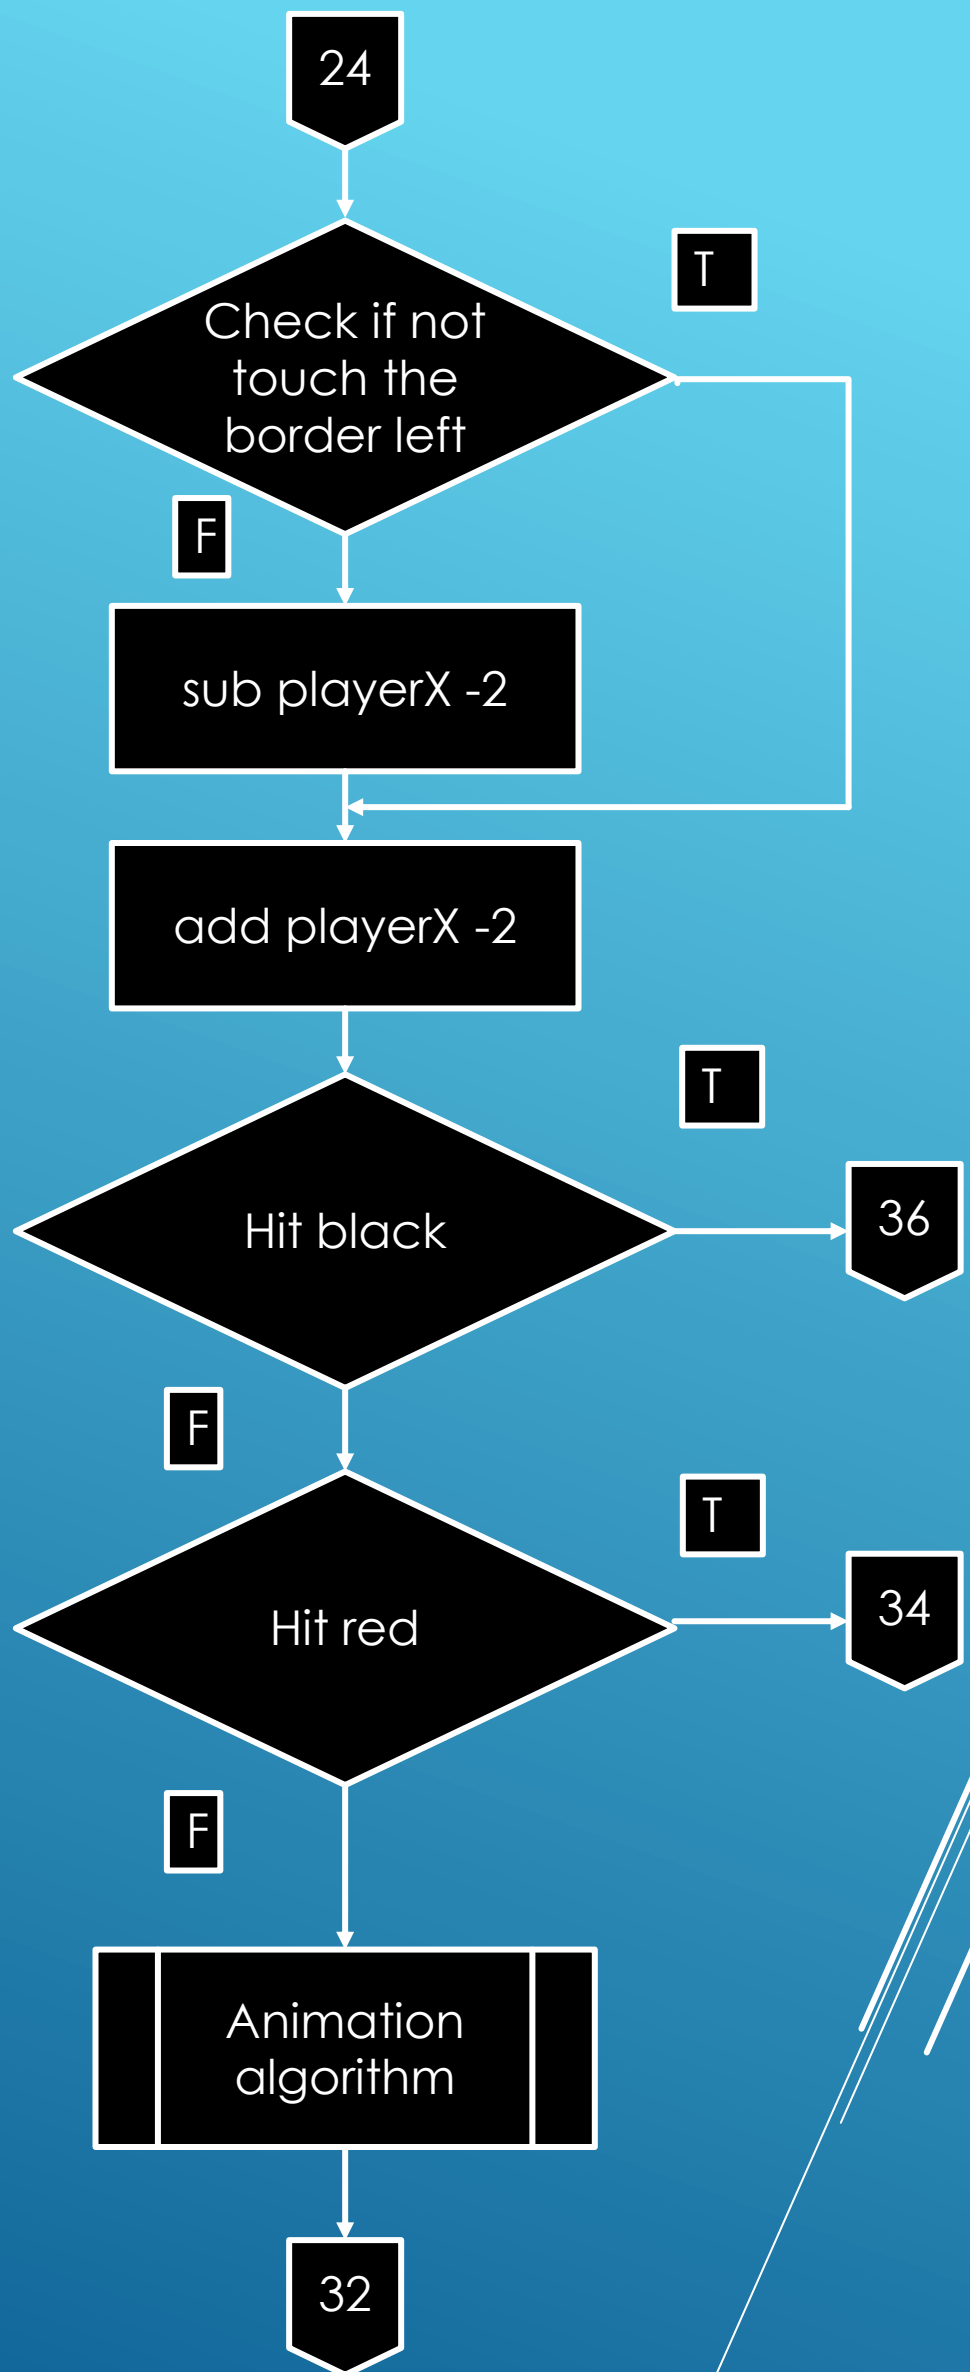 24
T
Check if not
touch the
border left
F
sub playerX -2
add playerX -2
T
Hit black
36
F
T
Hit red
34
F
Animation
algorithm
32